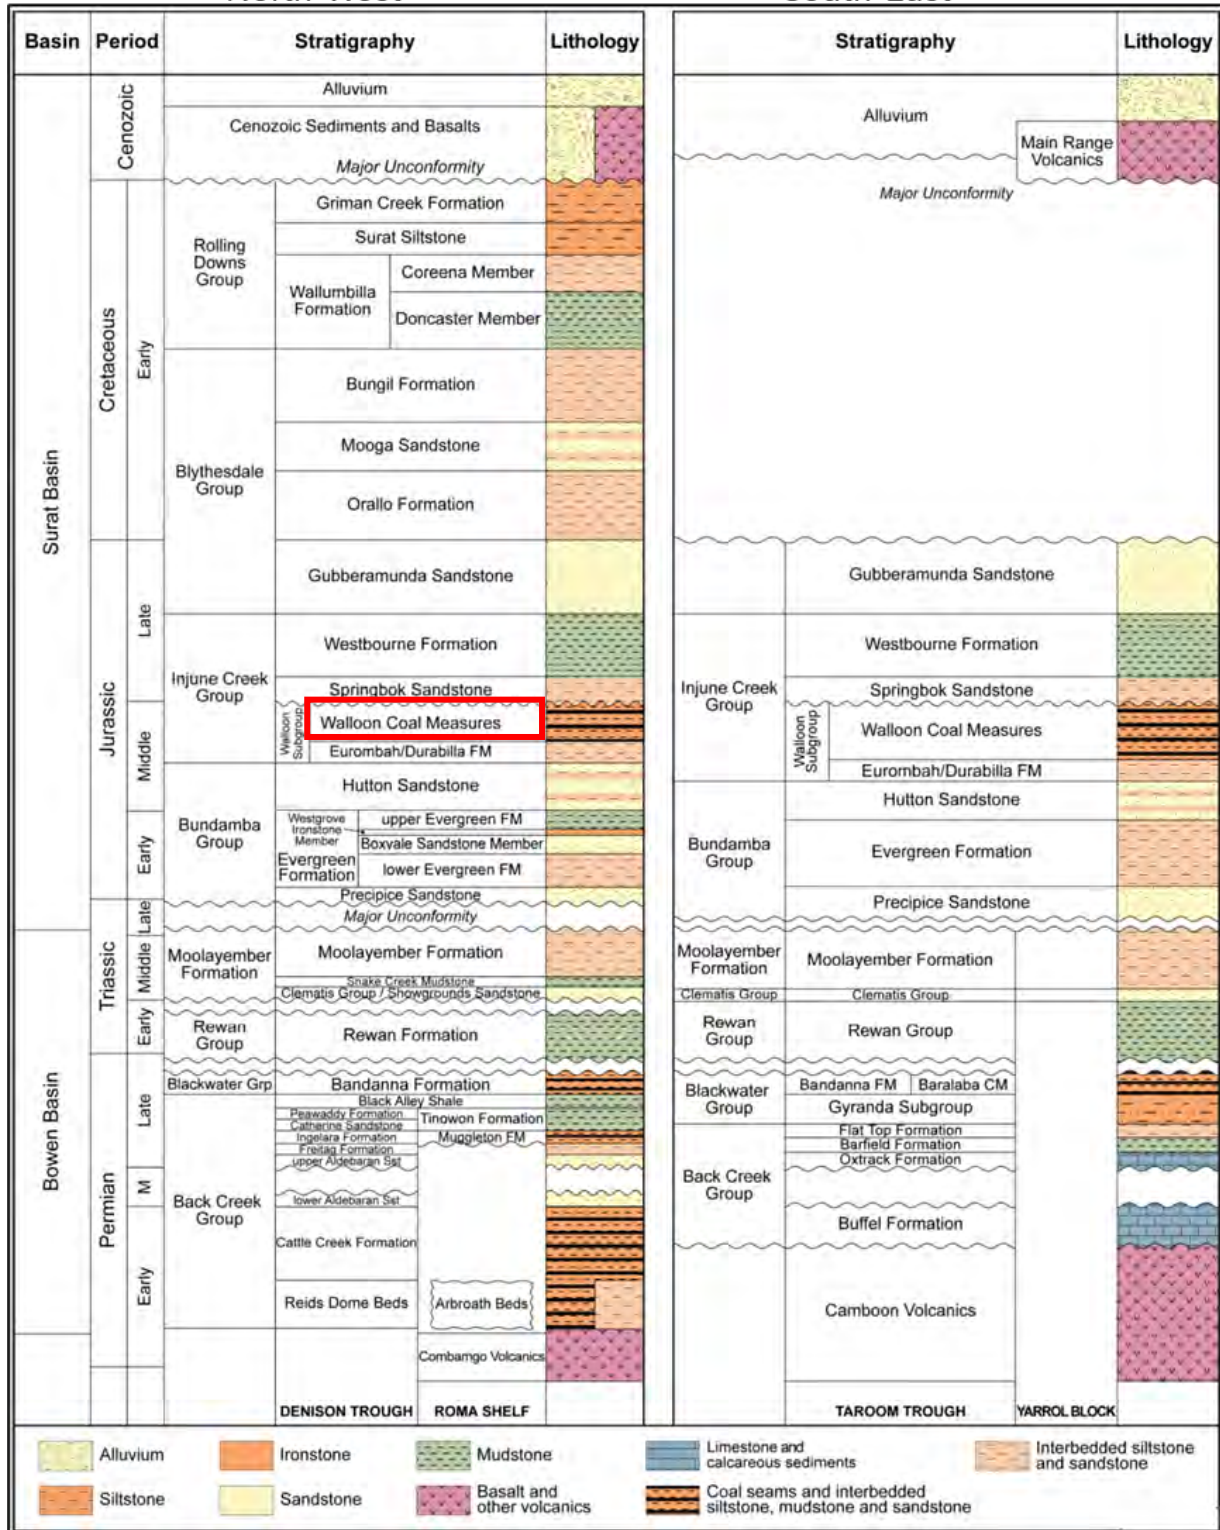 Basin Period Stratigraphy Lithology
Stratigraphy Lithology
Surat Basin
Bowen Basin
Cenozoic
Cretaceous
Early
Jurassic
Late
Middle
Early
Triassic
Late
Middle
Early
Permian
Late
M
Early
Alluvium
Cenozoic Sediments and Basalts
Major Unconformity
Rolling
Downs
Group
Griman Creek Formation
Surat Siltstone
Wallumbilla
Formation
Coreena Member
Doncaster Member
Blythesdale
Group
Bungil Formation
Mooga Sandstone
Orallo Formation
Gubberamunda Sandstone
Injune Creek
Group
Westbourne Formation
Springbok Sandstone
Walloon
Subgroup
Walloon Coal Measures
Eurombah/Durabilla FM
Bundamba
Group
Hutton Sandstone
Westgrove
Ironstone
Member
upper Evergreen FM
Boxvale Sandstone Member
Evergreen
Formation
lower Evergreen FM
Precipice Sandstone
Major Unconformity
Moolayember
Formation
Moolayember Formation
Snake Creek Mudstone
Clematis Group / Showgrounds Sandstone
Rewan
Group
Rewan Formation
Blackwater Grp
Bandanna Formation
Back Creek
Group
Black Alley Shale
Peawaddy Formation
Catherine Sandstone
Tinowon Formation
Ingelara Formation
Muggleton FM
Freitag Formation
upper Aldebaran Sst
lower Aldebaran Sst
Cattle Creek Formation
Reids Dome Beds
Arbroath Beds
Combamgo Volcanics
DENISON TROUGH
ROMA SHELF
Alluvium
Main Range
Volcanics
Major Unconformity
Gubberamunda Sandstone
Injune Creek
Group
Westbourne Formation
Springbok Sandstone
Walloon
Subgroup
Walloon Coal Measures
Eurombah/Durabilla FM
Bundamba
Group
Hutton Sandstone
Evergreen Formation
Precipice Sandstone
Moolayember
Formation
Moolayember Formation
Clematis Group
Clematis Group
Rewan
Group
Rewan Group
Blackwater
Group
Bandanna FM
Baralaba CM
Gyranda Subgroup
Back Creek
Group
Flat Top Formation
Barfield Formation
Oxtrack Formation
Buffel Formation
Camboon Volcanics
TAROOM TROUGH
YARROL BLOCK
Alluvium
Ironstone
Mudstone
Limestone and
calcareous sediments
Interbedded siltstone
and sandstone
Siltstone
Sandstone
Basalt and
other volcanics
Coal seams and interbedded
siltstone, mudstone and sandstone